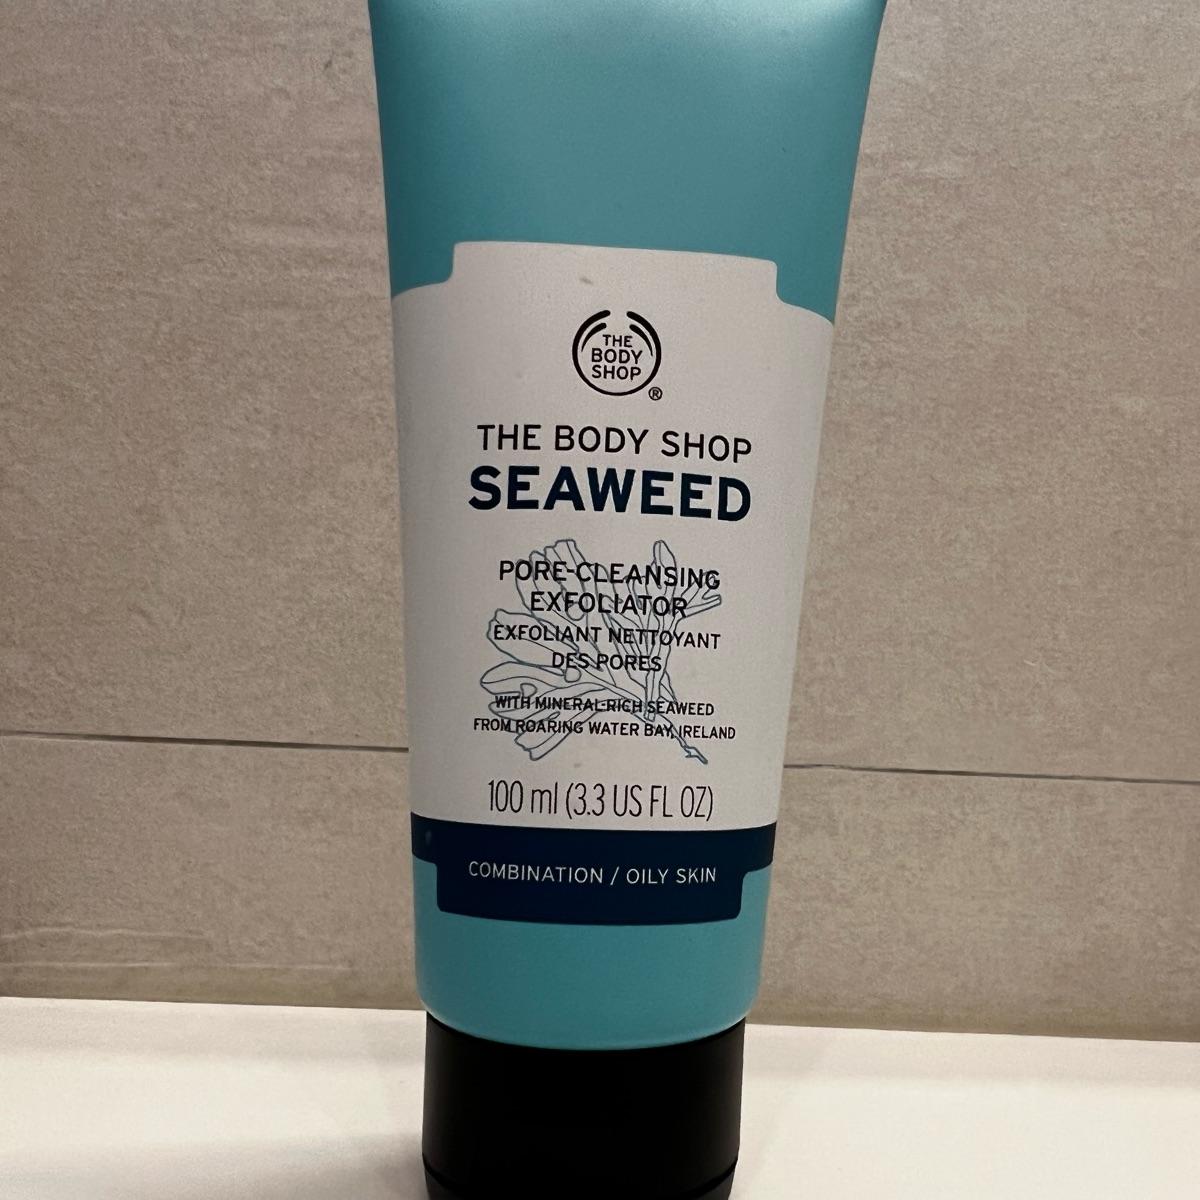 THE
BODY
SHOP
®
THE BODY SHOP
SEAWEED
PORE-CLEANSING
EXFOLIATOR
EXFOLIANT NETTOYANT
DES PORES
WITH MINERAL-RICH SEAWEED
FROM ROARING WATER BAY, IRELAND
100 ml (3.3 US FL OZ)
COMBINATION / OILY SKIN